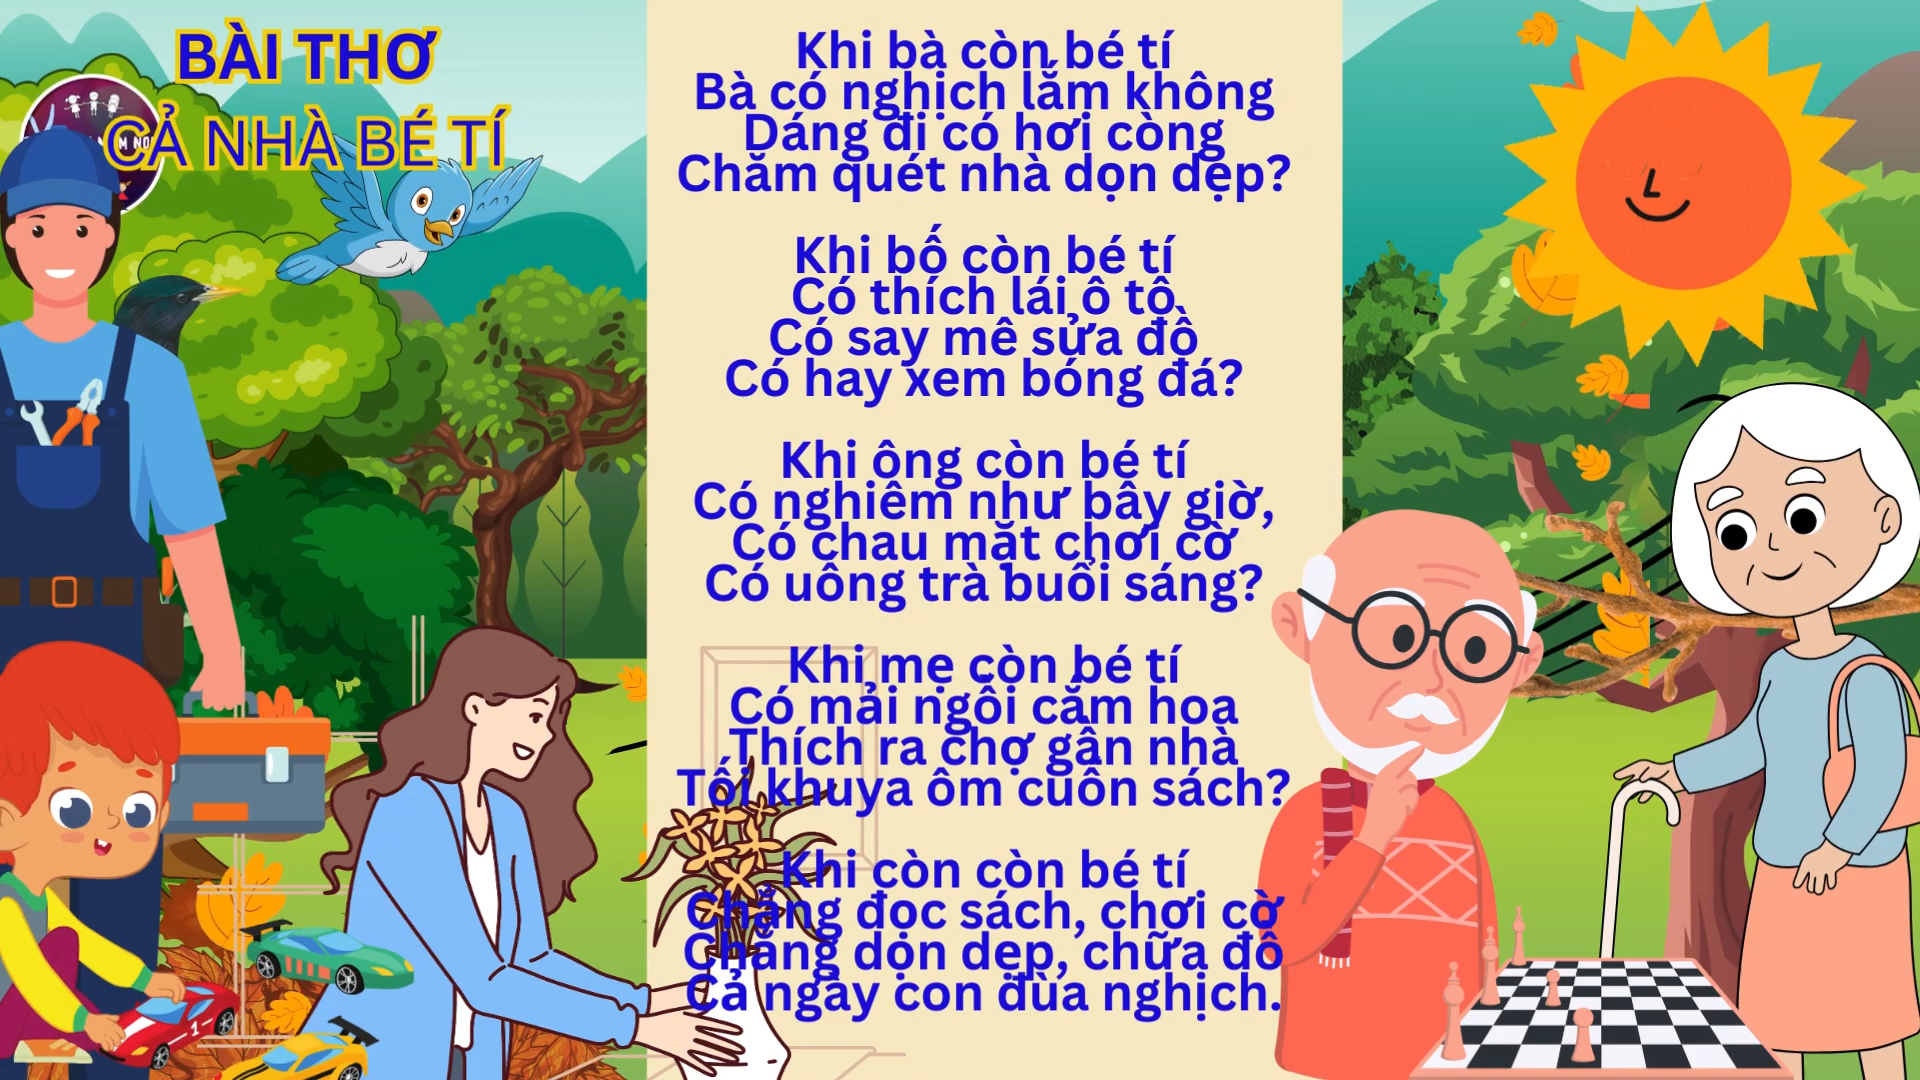 BÀI THƠ
CẢ NHÀ BÉ TÍ
Khi bà còn bé tí
Bà có nghịch lắm không
Dáng đi có hơi còng
Chăm quét nhà dọn dẹp?
Khi bố còn bé tí
Có thích lái ô tô
Có say mê sửa đồ
Có hay xem bóng đá?
Khi ông còn bé tí
Có nghiêm như bây giờ,
Có chau mặt chơi cờ
Có uống trà buổi sáng?
Khi mẹ còn bé tí
Có mải ngồi cắm hoa
Thích ra chợ gần nhà
Tối khuya ôm cuốn sách?
Khi còn còn bé tí
Chẳng đọc sách, chơi cờ
Chẳng dọn dẹp, chữa đồ
Cả ngày con đùa nghịch.